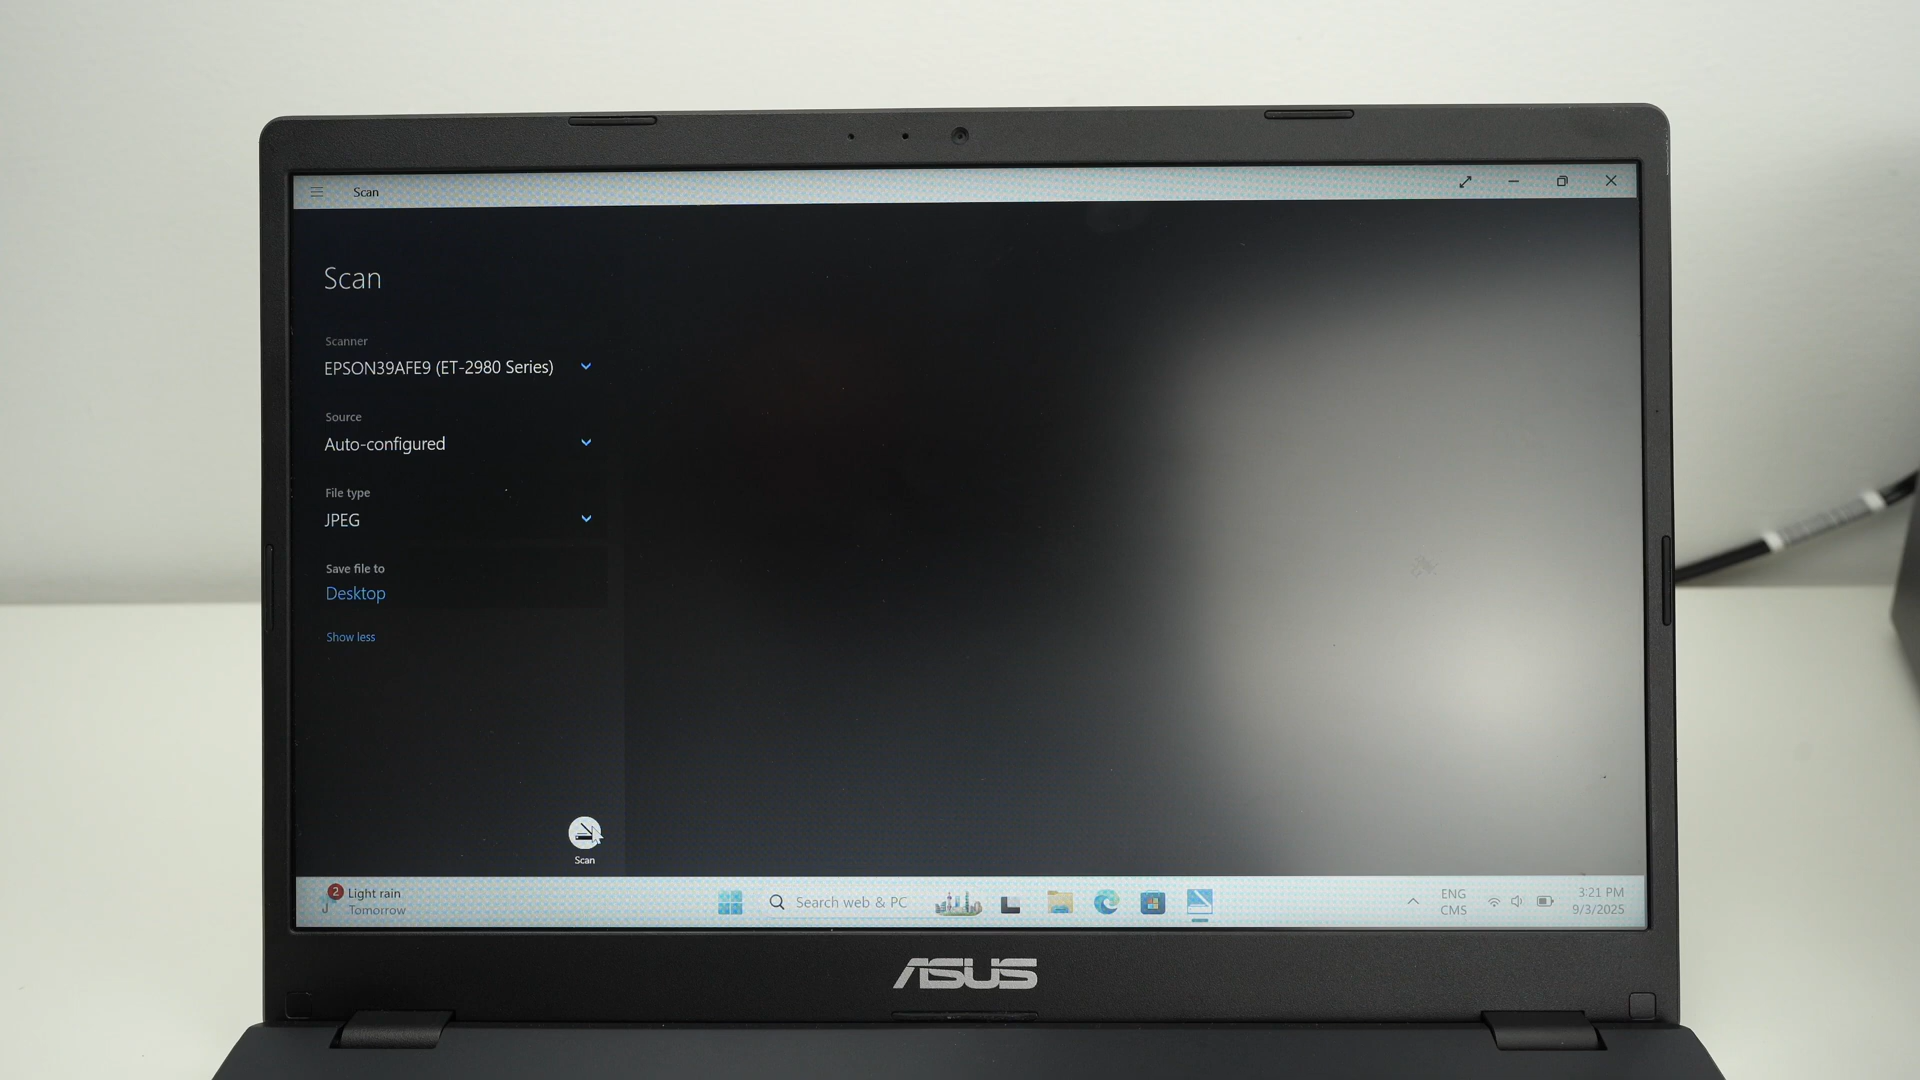 Scan
Scan
Scanner
EPSON39AFE9 (ET-2980 Series)
Source
Auto-configured
File type
JPEG
Save file to
Desktop
Show less
Scan
2
Light rain
Tomorrow
Search web & PC
ENG
CMS
3:21 PM
9/3/2025
ASUS